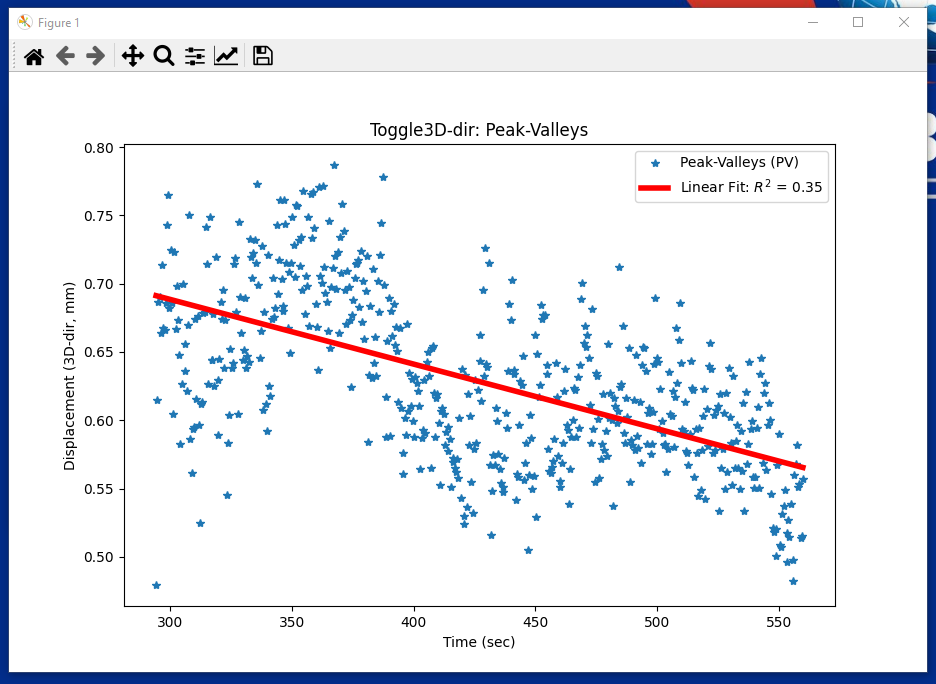 Figure 1
Toggle3D-dir: Peak-Valleys
Peak-Valleys (PV)
Linear Fit: R² = 0.35
0.80
0.75
0.70
0.65
0.60
0.55
0.50
Displacement (3D-dir, mm)
300 350 400 450 500 550
Time (sec)